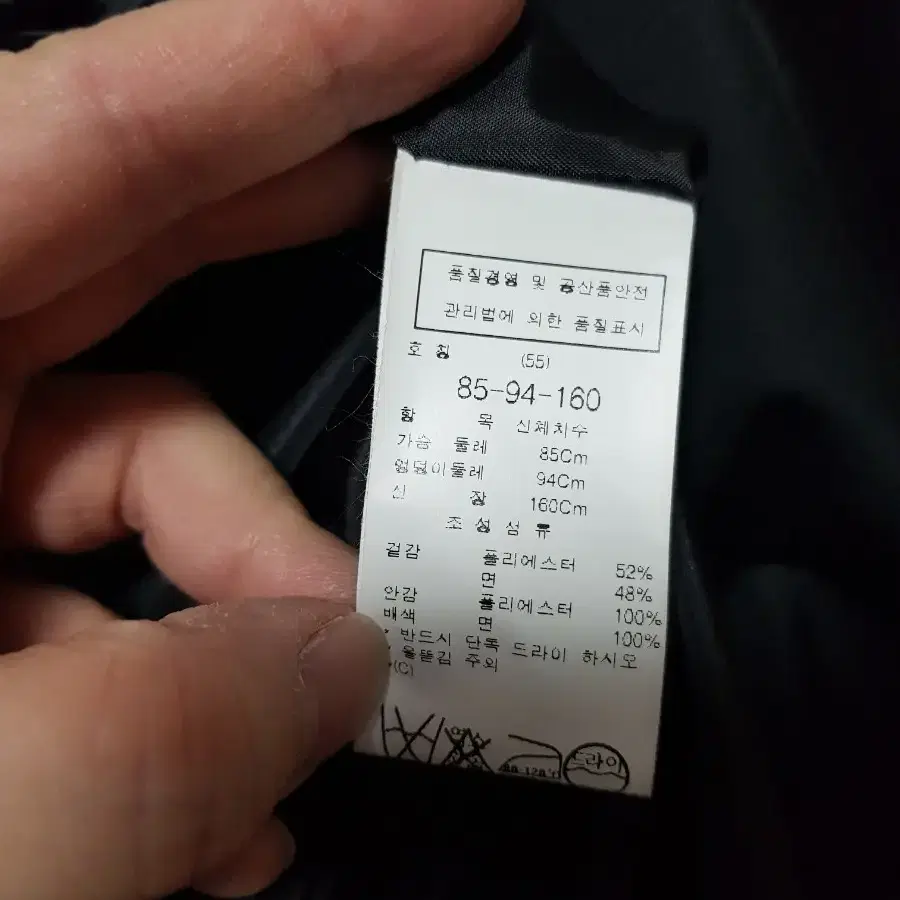 품질경영 및 공산품안전
관리법에 의한 품질표시
호 칭 (55)
85-94-160
항 목 신체치수
가슴 둘레 85Cm
엉덩이둘레 94Cm
신 장 160Cm
조 성 섬 류
겉감 폴리에스터 52%
면 48%
안감 폴리에스터 100%
배색 면 100%
* 반드시 단독 드라이 하시오
* 올뜯김 주의
(C)
드라이